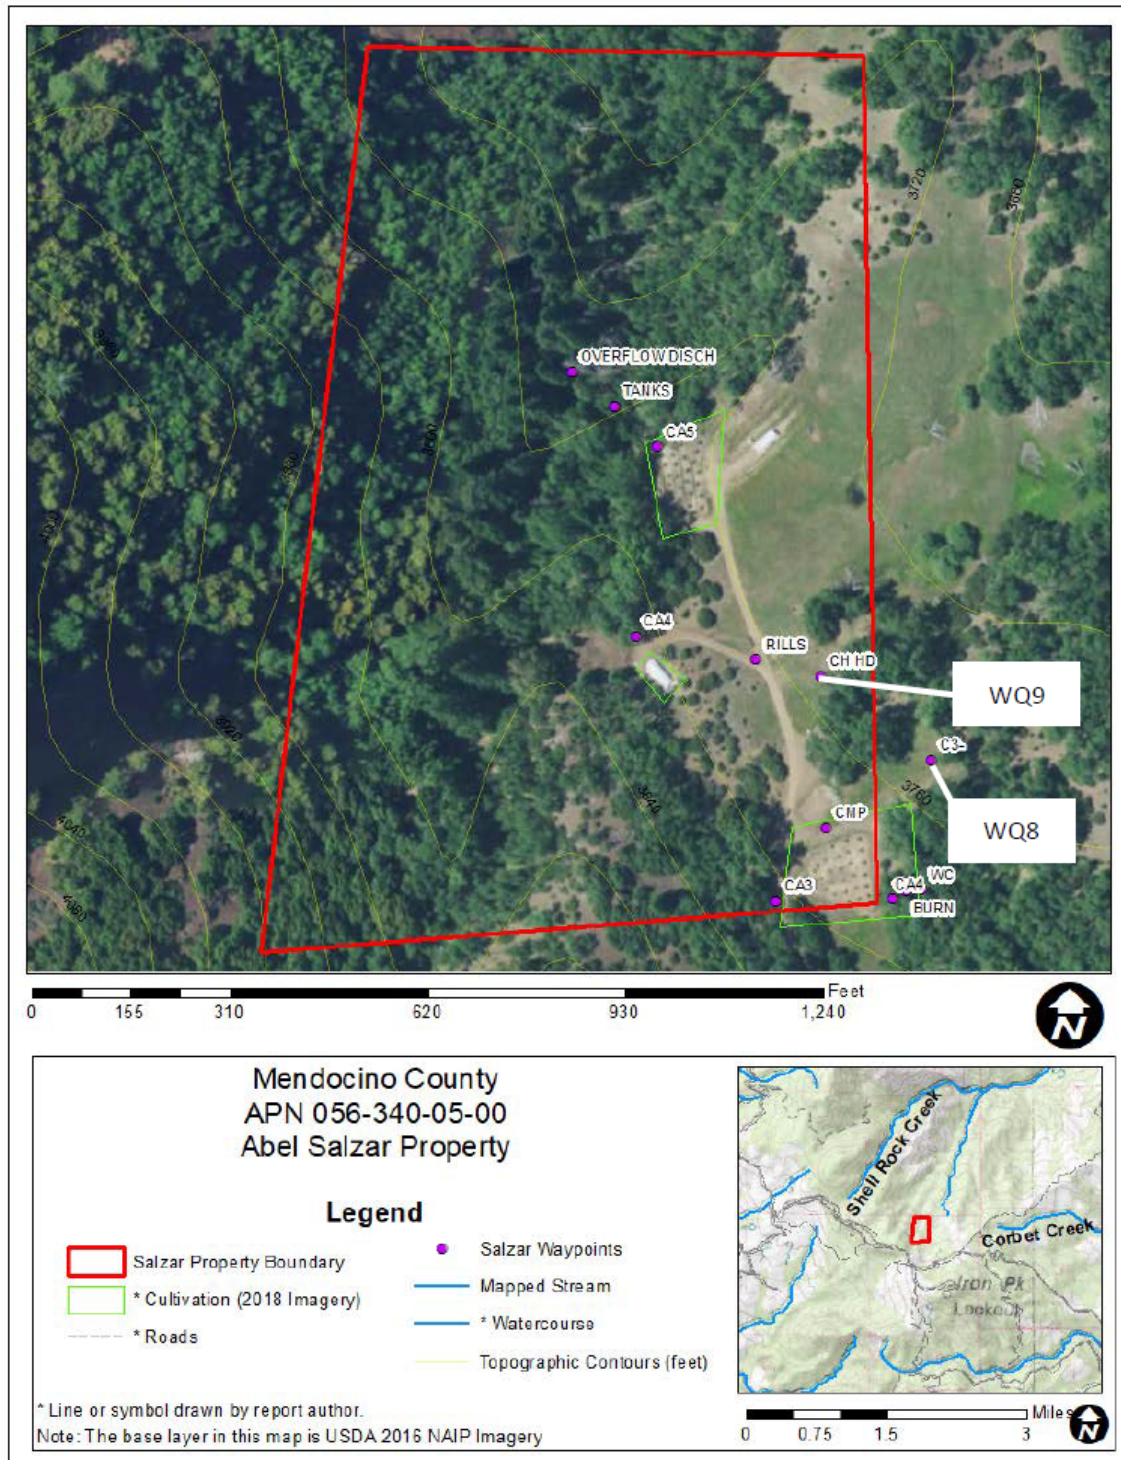 3720
3680
OVERFLOW DISCH
TANKS
CA5
3960
3860
4000
CA4
RILLS
CH HD
WQ9
C3-
3920
3840
3760
WQ8
CMP
4040
CA3
CA4
WC
BURN
4080
Feet
0 155 310 620 930 1,240
N
Mendocino County
APN 056-340-05-00
Abel Salzar Property
Legend
Salzar Property Boundary
* Cultivation (2018 Imagery)
* Roads
Salzar Waypoints
Mapped Stream
* Watercourse
Topographic Contours (feet)
* Line or symbol drawn by report author.
Note: The base layer in this map is USDA 2016 NAIP Imagery
Shell Rock Creek
Corbet Creek
Iron Pk
Lookout
Miles
0 0.75 1.5 3
N